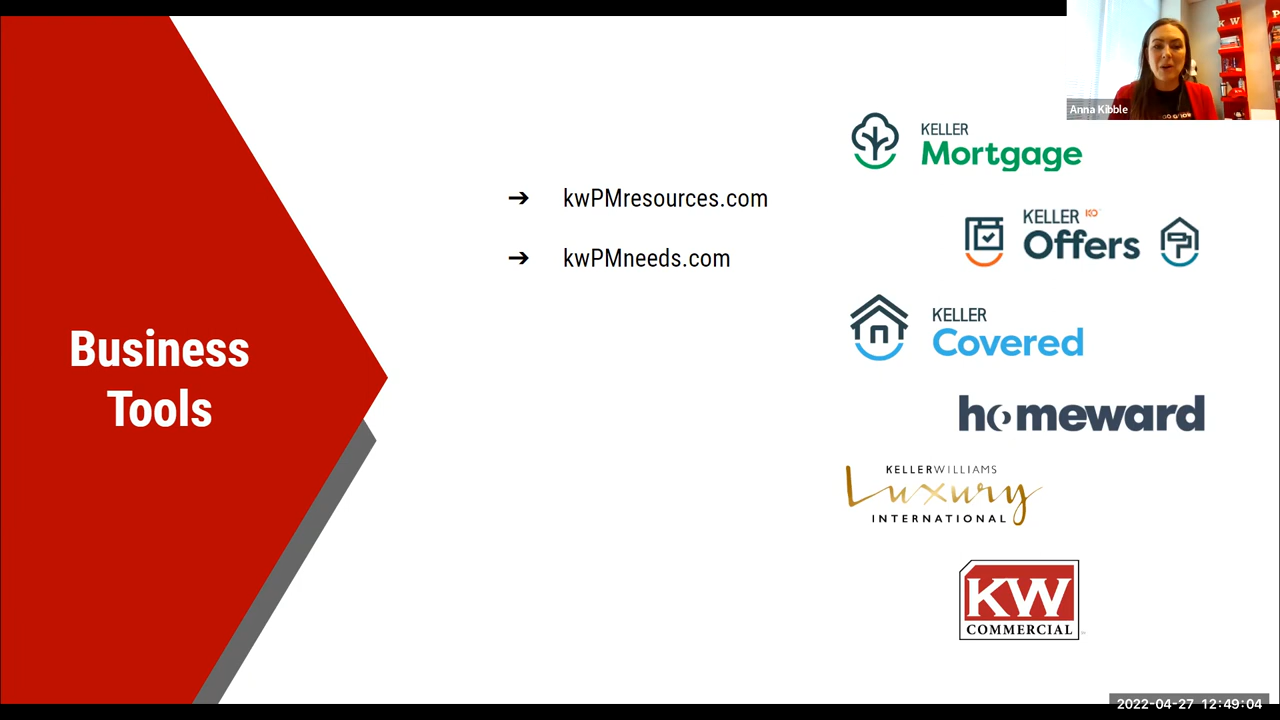 Business
Tools
➔ kwPMresources.com
➔ kwPMneeds.com
KELLER
Mortgage
KELLER
Offers
KELLER
Covered
homeward
KELLERWILLIAMS
Luxury
INTERNATIONAL
KW
COMMERCIAL
K W
Anna Kibble
2022-04-27 12:49:04